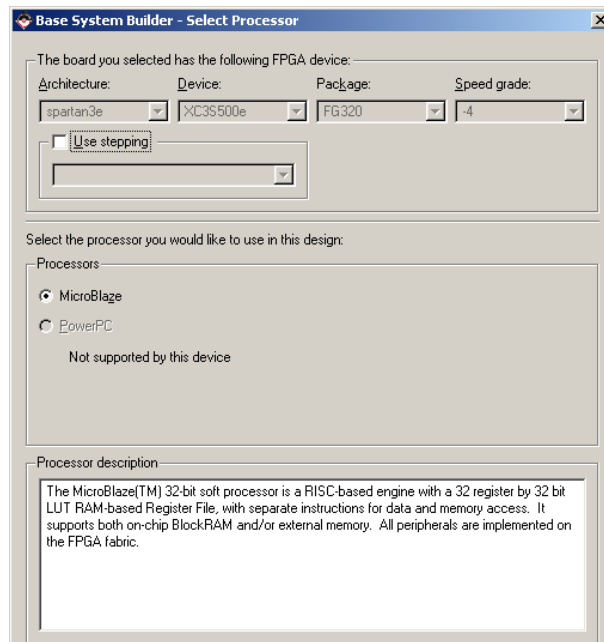 Base System Builder - Select Processor
The board you selected has the following FPGA device:
Architecture: Device: Package: Speed grade:
spartan3e XC3S500e FG320 -4
Use stepping
Select the processor you would like to use in this design:
Processors
MicroBlaze
PowerPC
Not supported by this device
Processor description
The MicroBlaze(TM) 32-bit soft processor is a RISC-based engine with a 32 register by 32 bit
LUT RAM-based Register File, with separate instructions for data and memory access. It
supports both on-chip BlockRAM and/or external memory. All peripherals are implemented on
the FPGA fabric.